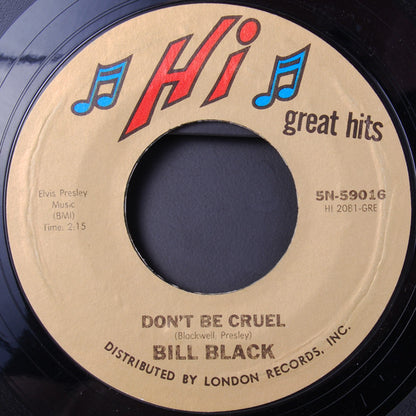 Hi
great hits
Elvis Presley
Music
(BMI)
Time: 2:15
5N-59016
HI 2081-GRE
DON'T BE CRUEL
(Blackwell, Presley)
BILL BLACK
DISTRIBUTED BY LONDON RECORDS, INC.